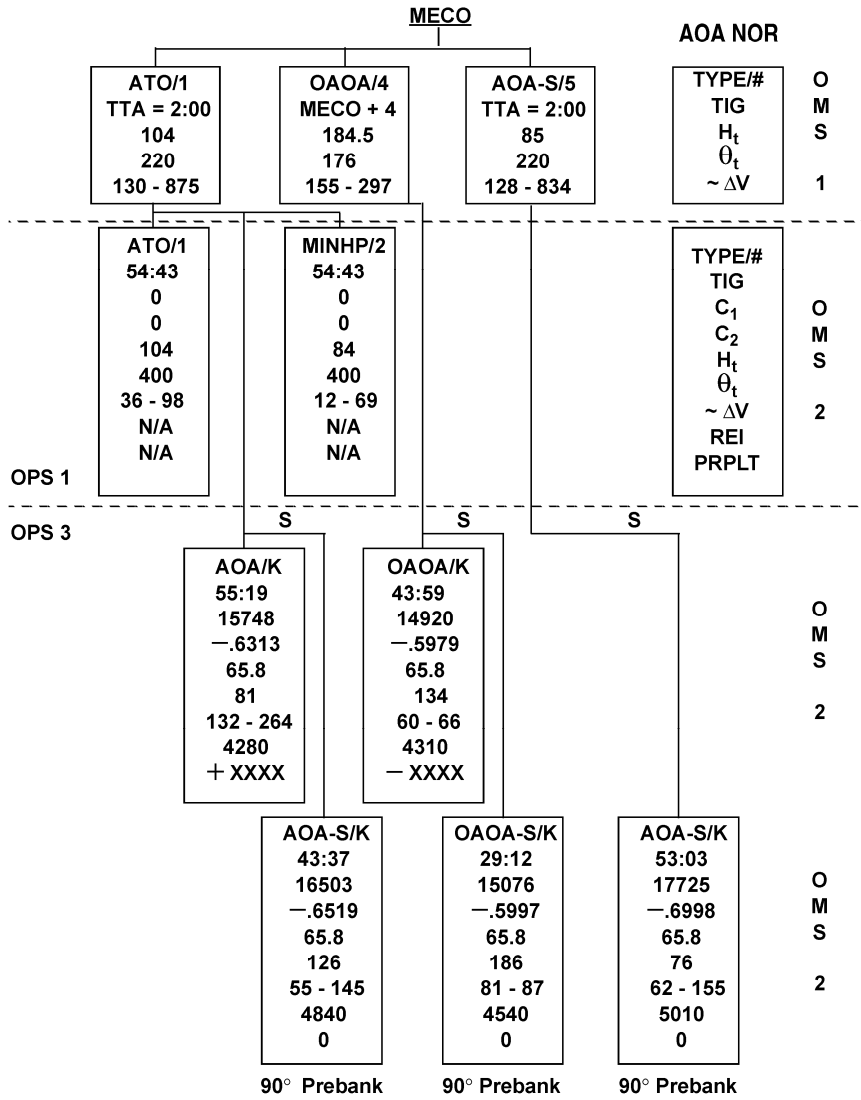 MECO
AOA NOR
ATO/1
TTA = 2:00
104
220
130 - 875
OAOA/4
MECO + 4
184.5
176
155 - 297
AOA-S/5
TTA = 2:00
85
220
128 - 834
TYPE/#
TIG
Hₜ
θₜ
~ ΔV
O
M
S
1
ATO/1
54:43
0
0
104
400
36 - 98
N/A
N/A
MINHP/2
54:43
0
0
84
400
12 - 69
N/A
N/A
TYPE/#
TIG
C₁
C₂
Hₜ
θₜ
~ ΔV
REI
PRPLT
O
M
S
2
OPS 1
OPS 3
S
S
S
AOA/K
55:19
15748
—.6313
65.8
81
132 - 264
4280
+ XXXX
OAOA/K
43:59
14920
—.5979
65.8
134
60 - 66
4310
— XXXX
O
M
S
2
AOA-S/K
43:37
16503
—.6519
65.8
126
55 - 145
4840
0
90° Prebank
OAOA-S/K
29:12
15076
—.5997
65.8
186
81 - 87
4540
0
90° Prebank
AOA-S/K
53:03
17725
—.6998
65.8
76
62 - 155
5010
0
90° Prebank
O
M
S
2